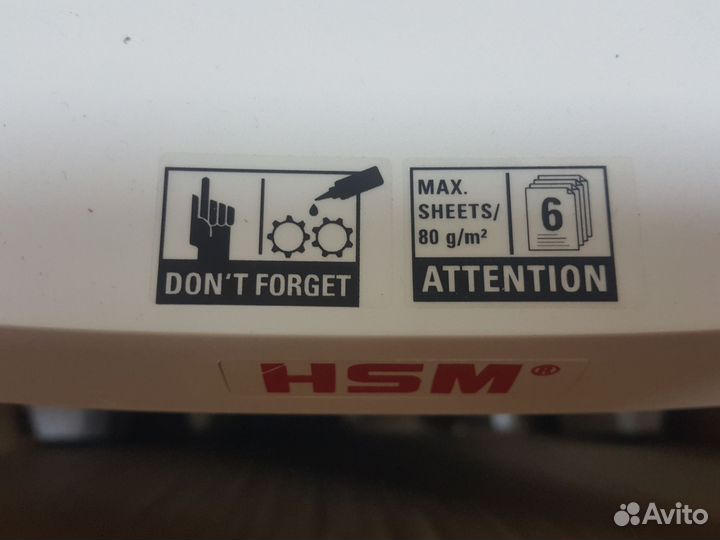 DON'T FORGET
MAX.
SHEETS/
80 g/m²
6
ATTENTION
HSM®
Avito